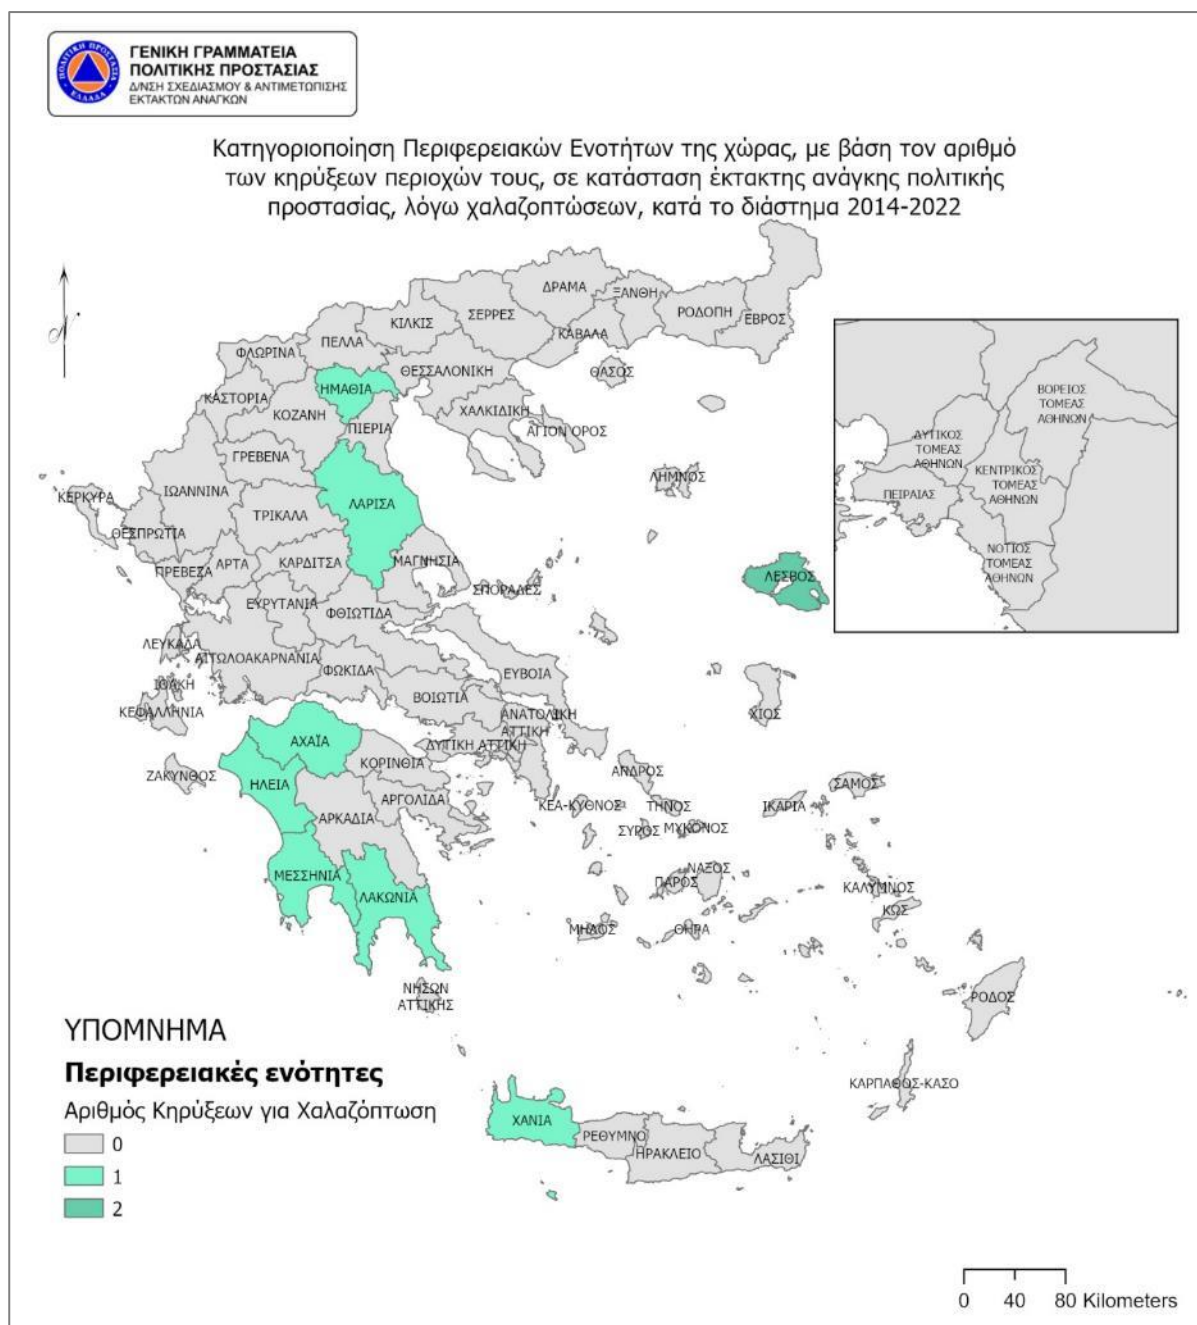 ΠΟΛΙΤΙΚΗ ΠΡΟΣΤΑΣΙΑ
ΕΛΛΑΔΑ
ΓΕΝΙΚΗ ΓΡΑΜΜΑΤΕΙΑ
ΠΟΛΙΤΙΚΗΣ ΠΡΟΣΤΑΣΙΑΣ
Δ/ΝΣΗ ΣΧΕΔΙΑΣΜΟΥ & ΑΝΤΙΜΕΤΩΠΙΣΗΣ
ΕΚΤΑΚΤΩΝ ΑΝΑΓΚΩΝ
Κατηγοριοποίηση Περιφερειακών Ενοτήτων της χώρας, με βάση τον αριθμό
των κηρύξεων περιοχών τους, σε κατάσταση έκτακτης ανάγκης πολιτικής
προστασίας, λόγω χαλαζοπτώσεων, κατά το διάστημα 2014-2022
N
ΔΡΑΜΑ
ΞΑΝΘΗ
ΡΟΔΟΠΗ
ΕΒΡΟΣ
ΣΕΡΡΕΣ
ΚΙΛΚΙΣ
ΚΑΒΑΛΑ
ΠΕΛΛΑ
ΦΛΩΡΙΝΑ
ΘΕΣΣΑΛΟΝΙΚΗ
ΘΑΣΟΣ
ΗΜΑΘΙΑ
ΚΑΣΤΟΡΙΑ
ΚΟΖΑΝΗ
ΧΑΛΚΙΔΙΚΗ
ΠΙΕΡΙΑ
ΑΓΙΟΝ ΟΡΟΣ
ΓΡΕΒΕΝΑ
ΛΗΜΝΟΣ
ΙΩΑΝΝΙΝΑ
ΚΕΡΚΥΡΑ
ΛΑΡΙΣΑ
ΤΡΙΚΑΛΑ
ΘΕΣΠΡΩΤΙΑ
ΑΡΤΑ
ΚΑΡΔΙΤΣΑ
ΜΑΓΝΗΣΙΑ
ΠΡΕΒΕΖΑ
ΛΕΣΒΟΣ
ΣΠΟΡΑΔΕΣ
ΕΥΡΥΤΑΝΙΑ
ΦΘΙΩΤΙΔΑ
ΛΕΥΚΑΔΑ
ΑΙΤΩΛΟΑΚΑΡΝΑΝΙΑ
ΦΩΚΙΔΑ
ΕΥΒΟΙΑ
ΙΘΑΚΗ
ΒΟΙΩΤΙΑ
ΚΕΦΑΛΛΗΝΙΑ
ΑΝΑΤΟΛΙΚΗ
ΑΤΤΙΚΗ
ΧΙΟΣ
ΑΧΑΪΑ
ΔΥΤΙΚΗ ΑΤΤΙΚΗ
ΚΟΡΙΝΘΙΑ
ΖΑΚΥΝΘΟΣ
ΗΛΕΙΑ
ΑΝΔΡΟΣ
ΣΑΜΟΣ
ΑΡΓΟΛΙΔΑ
ΚΕΑ-ΚΥΘΝΟΣ
ΤΗΝΟΣ
ΙΚΑΡΙΑ
ΑΡΚΑΔΙΑ
ΣΥΡΟΣ
ΜΥΚΟΝΟΣ
ΜΕΣΣΗΝΙΑ
ΝΑΞΟΣ
ΠΑΡΟΣ
ΚΑΛΥΜΝΟΣ
ΛΑΚΩΝΙΑ
ΚΩΣ
ΜΗΛΟΣ
ΘΗΡΑ
ΝΗΣΩΝ
ΑΤΤΙΚΗΣ
ΡΟΔΟΣ
ΚΑΡΠΑΘΟΣ-ΚΑΣΟ
ΧΑΝΙΑ
ΡΕΘΥΜΝΟ
ΗΡΑΚΛΕΙΟ
ΛΑΣΙΘΙ
ΒΟΡΕΙΟΣ
ΤΟΜΕΑΣ
ΑΘΗΝΩΝ
ΔΥΤΙΚΟΣ
ΤΟΜΕΑΣ
ΑΘΗΝΩΝ
ΚΕΝΤΡΙΚΟΣ
ΤΟΜΕΑΣ
ΑΘΗΝΩΝ
ΠΕΙΡΑΙΑΣ
ΝΟΤΙΟΣ
ΤΟΜΕΑΣ
ΑΘΗΝΩΝ
ΥΠΟΜΝΗΜΑ
Περιφερειακές ενότητες
Αριθμός Κηρύξεων για Χαλαζόπτωση
0
1
2
0 40 80 Kilometers